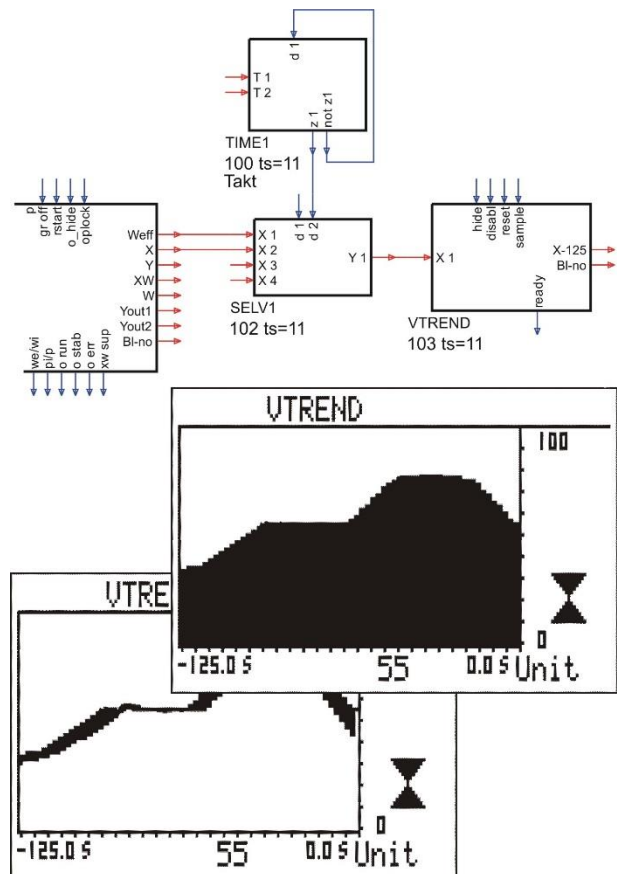 d 1
T 1
T 2
z 1
not z1
TIME1
100 ts=11
Takt
p
gr off
rstart
o_hide
oplock
Weff
X
Y
XW
W
Yout1
Yout2
Bl-no
we/wi
pi/p
o run
o stab
o err
xw sup
d 1
d 2
X 1
X 2
X 3
X 4
Y 1
SELV1
102 ts=11
hide
disabl
reset
sample
X 1
X-125
Bl-no
ready
VTREND
103 ts=11
VTREND
100
0
-125.0 s 55 0.0 s Unit
VTRE
0
-125.0 s 55 0.0 s Unit